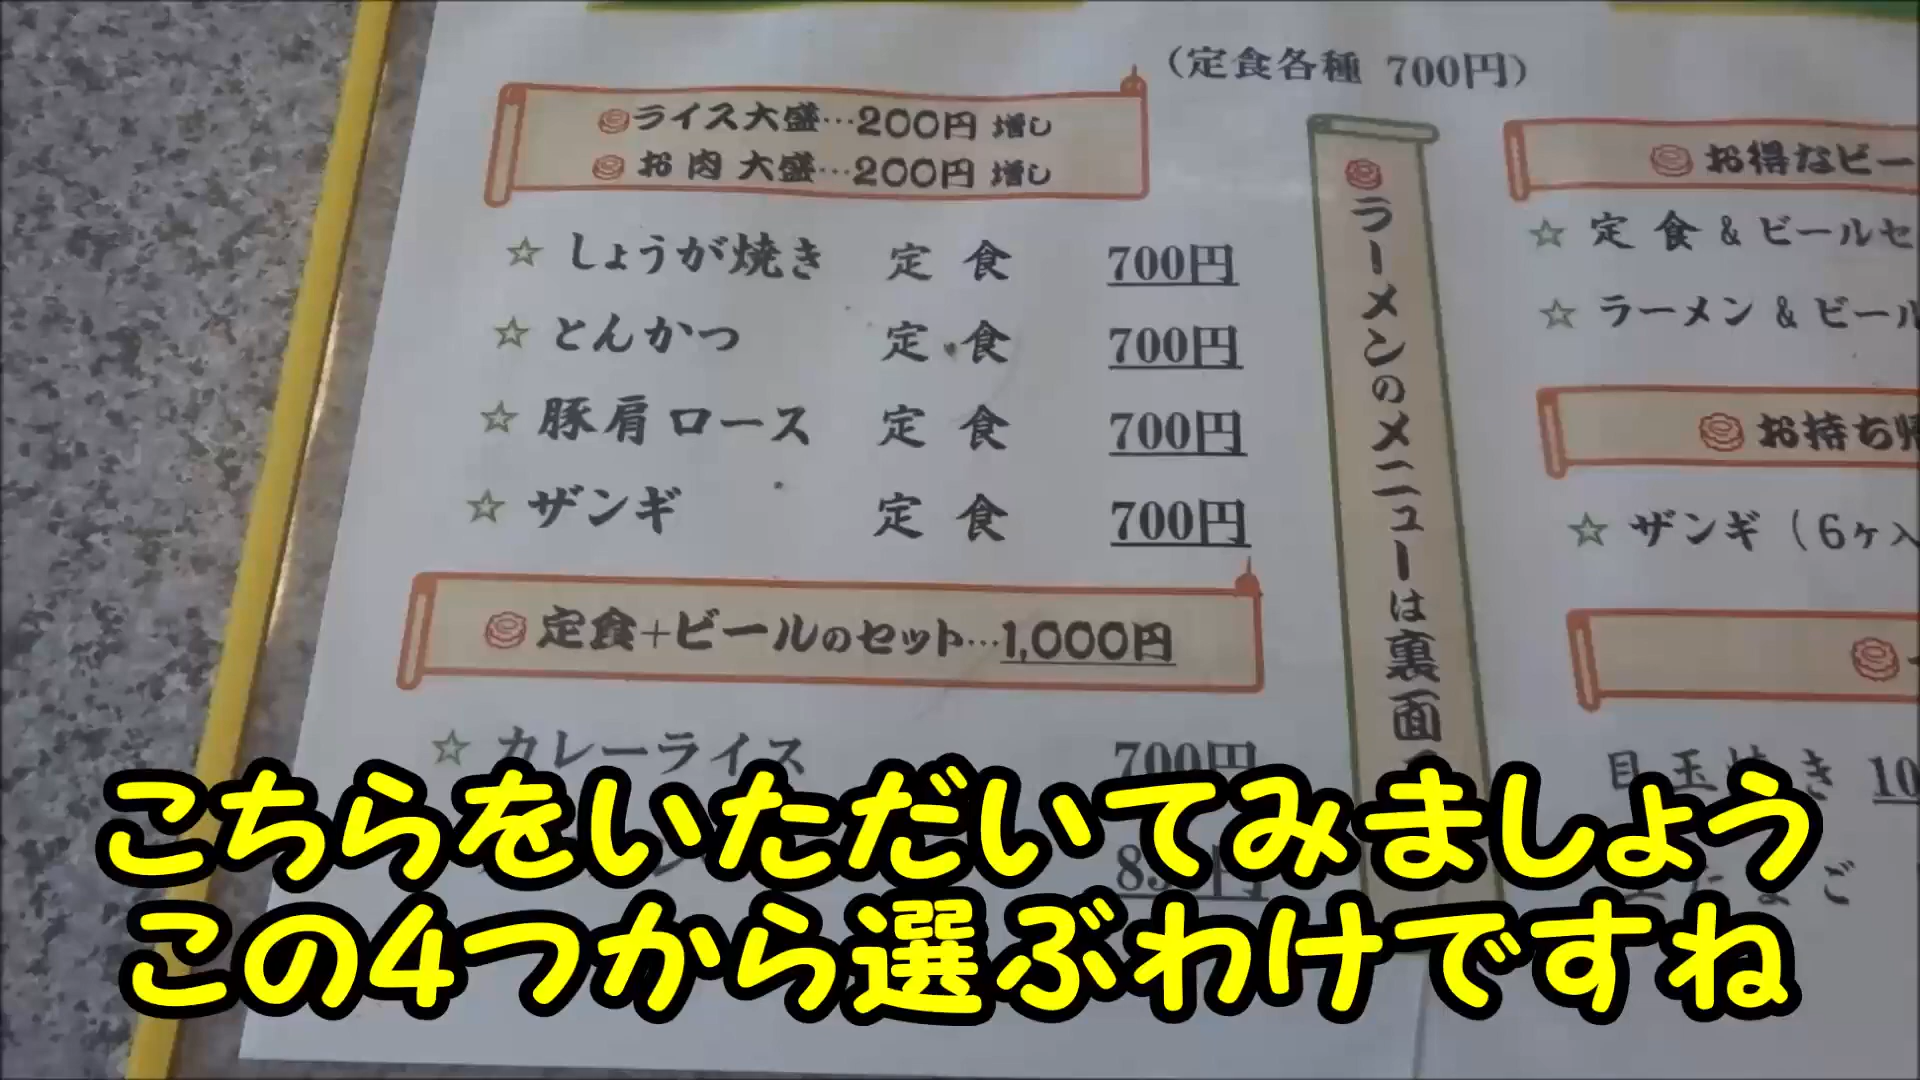 (定食各種 700円)
ライス大盛…200円 増し
お肉 大盛…200円 増し
☆ しょうが焼き 定食 700円
☆ とんかつ 定食 700円
☆ 豚肩ロース 定食 700円
☆ ザンギ 定食 700円
定食+ビールのセット…1,000円
☆ カレーライス 700円
ラーメンのメニューは裏面
お得なビー
☆ 定食 & ビールセ
☆ ラーメン & ビール
お持ち帰
☆ ザンギ (6ヶ入
目玉焼き 10
こちらをいただいてみましょう
この4つから選ぶわけですね